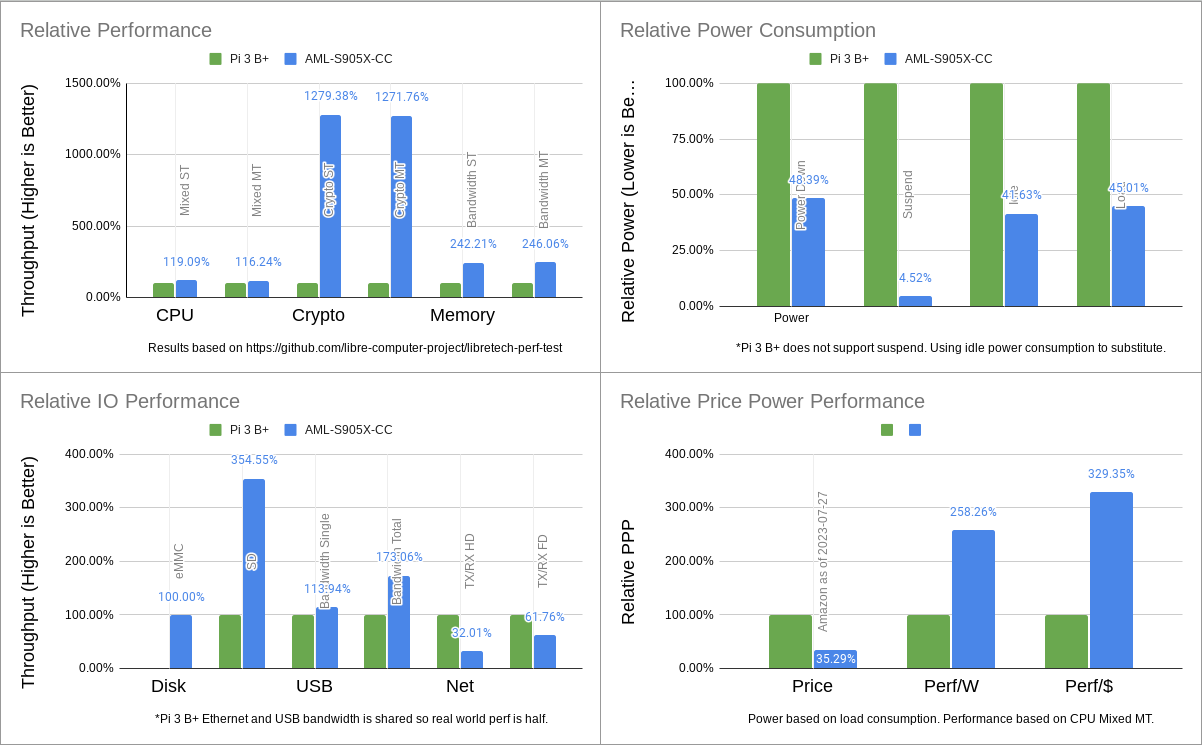 Relative Performance
Pi 3 B+ AML-S905X-CC
Throughput (Higher is Better)
1500.00%
1000.00%
500.00%
0.00%
119.09%
116.24%
1279.38%
1271.76%
242.21%
246.06%
Mixed ST
Mixed MT
Crypto ST
Crypto MT
Bandwidth ST
Bandwidth MT
CPU Crypto Memory
Results based on https://github.com/libre-computer-project/libretech-perf-test
Relative Power Consumption
Pi 3 B+ AML-S905X-CC
Relative Power (Lower is Be...
100.00%
75.00%
50.00%
25.00%
0.00%
48.39%
4.52%
41.63%
45.01%
Power Down
Suspend
Idle
Load
Power
*Pi 3 B+ does not support suspend. Using idle power consumption to substitute.
Relative IO Performance
Pi 3 B+ AML-S905X-CC
Throughput (Higher is Better)
400.00%
300.00%
200.00%
100.00%
0.00%
100.00%
354.55%
113.94%
173.06%
32.01%
61.76%
eMMC
SD
Bandwidth Single
Bandwidth Total
TX/RX HD
TX/RX FD
Disk USB Net
*Pi 3 B+ Ethernet and USB bandwidth is shared so real world perf is half.
Relative Price Power Performance
Relative PPP
400.00%
300.00%
200.00%
100.00%
0.00%
35.29%
258.26%
329.35%
Amazon as of 2023-07-27
Price Perf/W Perf/$
Power based on load consumption. Performance based on CPU Mixed MT.